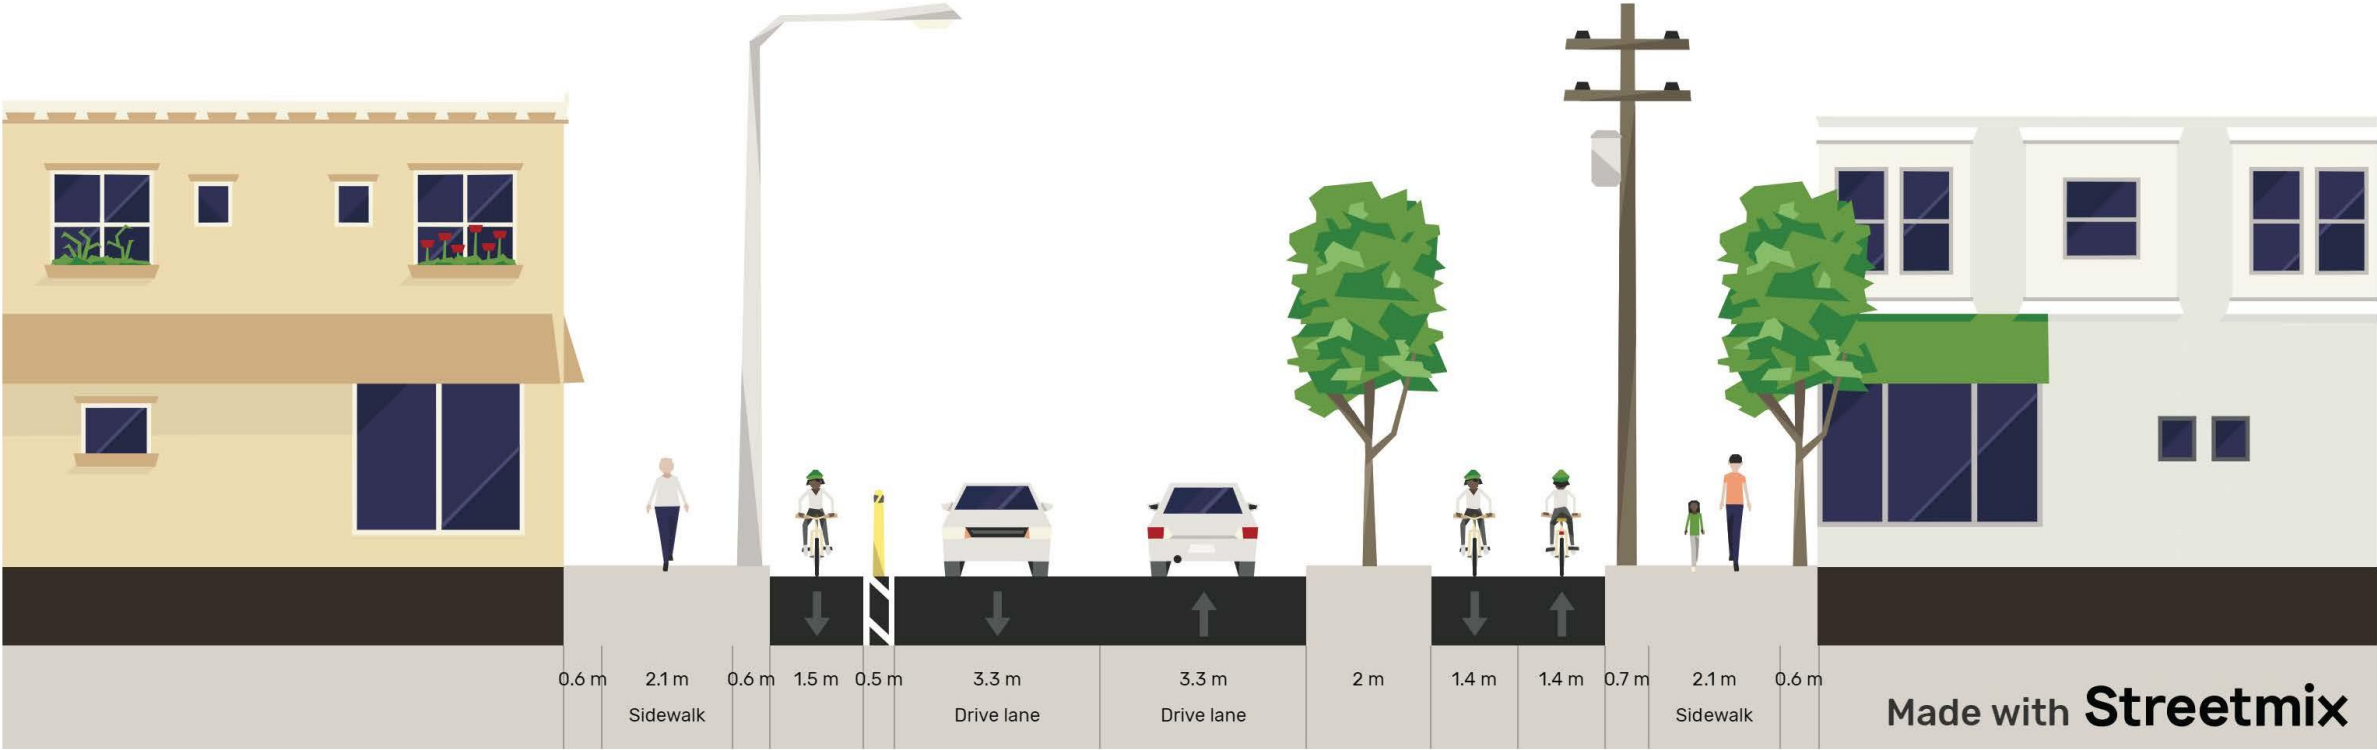 0.6 m 2.1 m 0.6 m 1.5 m 0.5 m 3.3 m 3.3 m 2 m 1.4 m 1.4 m 0.7 m 2.1 m 0.6 m
Sidewalk Drive lane Drive lane Sidewalk
Made with Streetmix